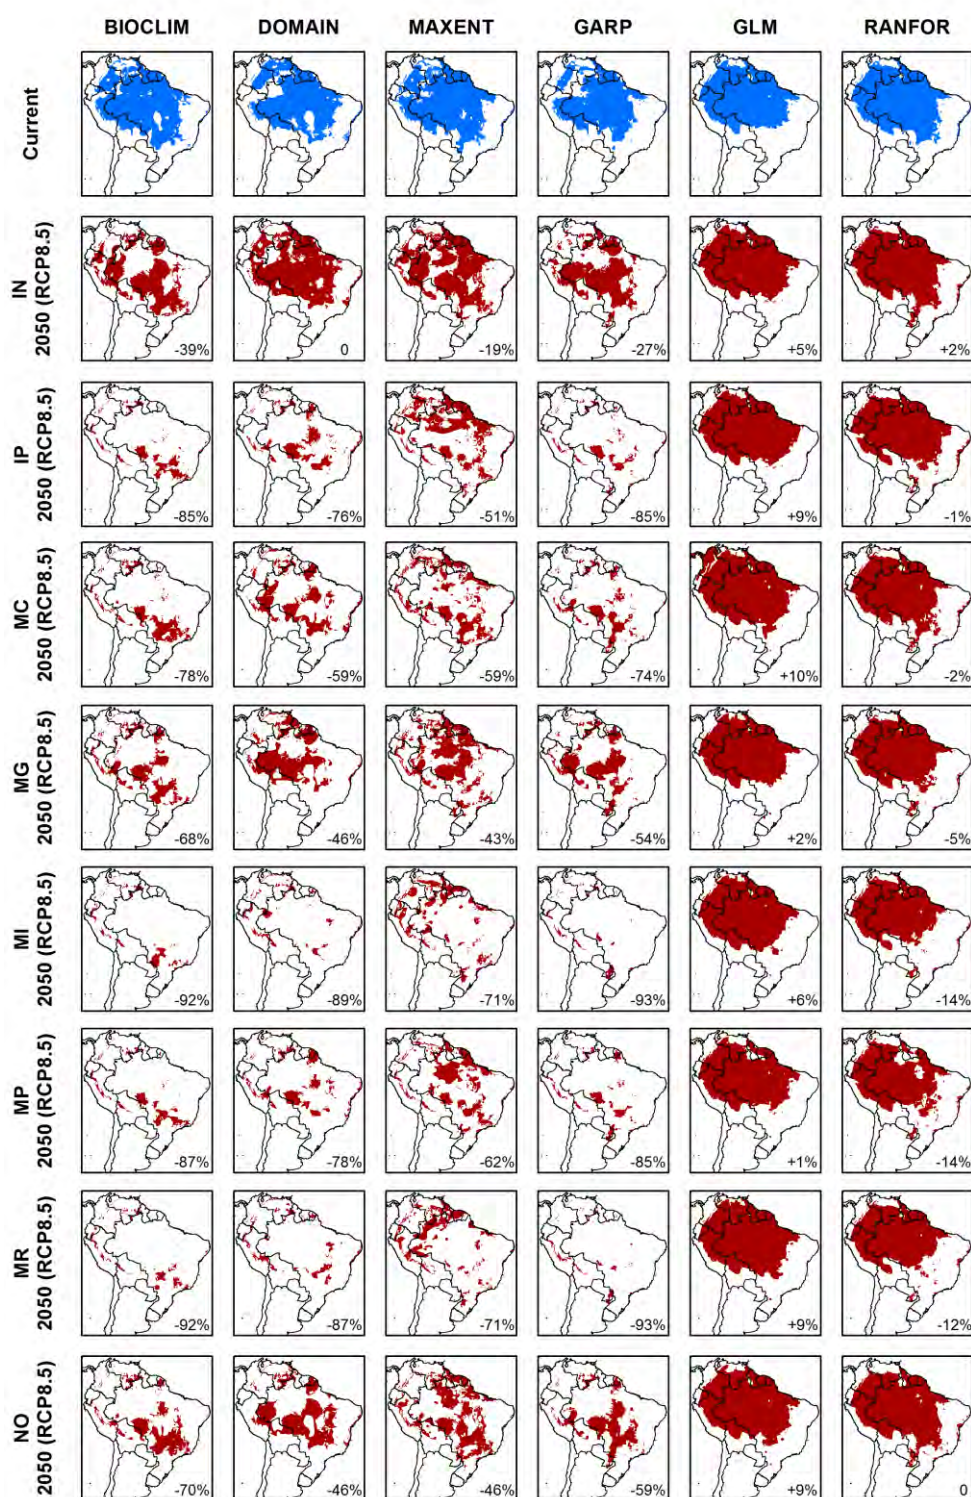 BIOCLIM DOMAIN MAXENT GARP GLM RANFOR
Current
IN
2050 (RCP8.5)
-39% 0 -19% -27% +5% +2%
IP
2050 (RCP8.5)
-85% -76% -51% -85% +9% -1%
MC
2050 (RCP8.5)
-78% -59% -59% -74% +10% -2%
MG
2050 (RCP8.5)
-68% -46% -43% -54% +2% -5%
MI
2050 (RCP8.5)
-92% -89% -71% -93% +6% -14%
MP
2050 (RCP8.5)
-87% -78% -62% -85% +1% -14%
MR
2050 (RCP8.5)
-92% -87% -71% -93% +9% -12%
NO
2050 (RCP8.5)
-70% -46% -46% -59% +9% 0